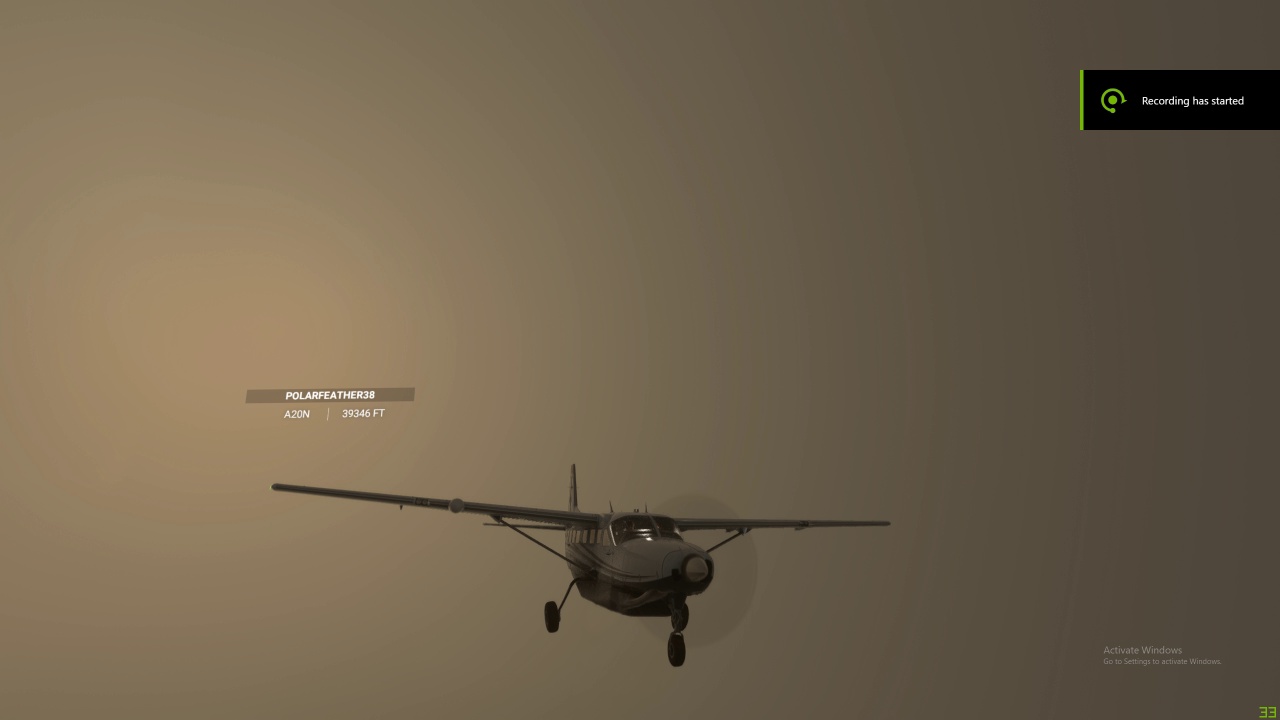 Recording has started
POLARFEATHER38
A20N | 39346 FT
Activate Windows
Go to Settings to activate Windows.
33